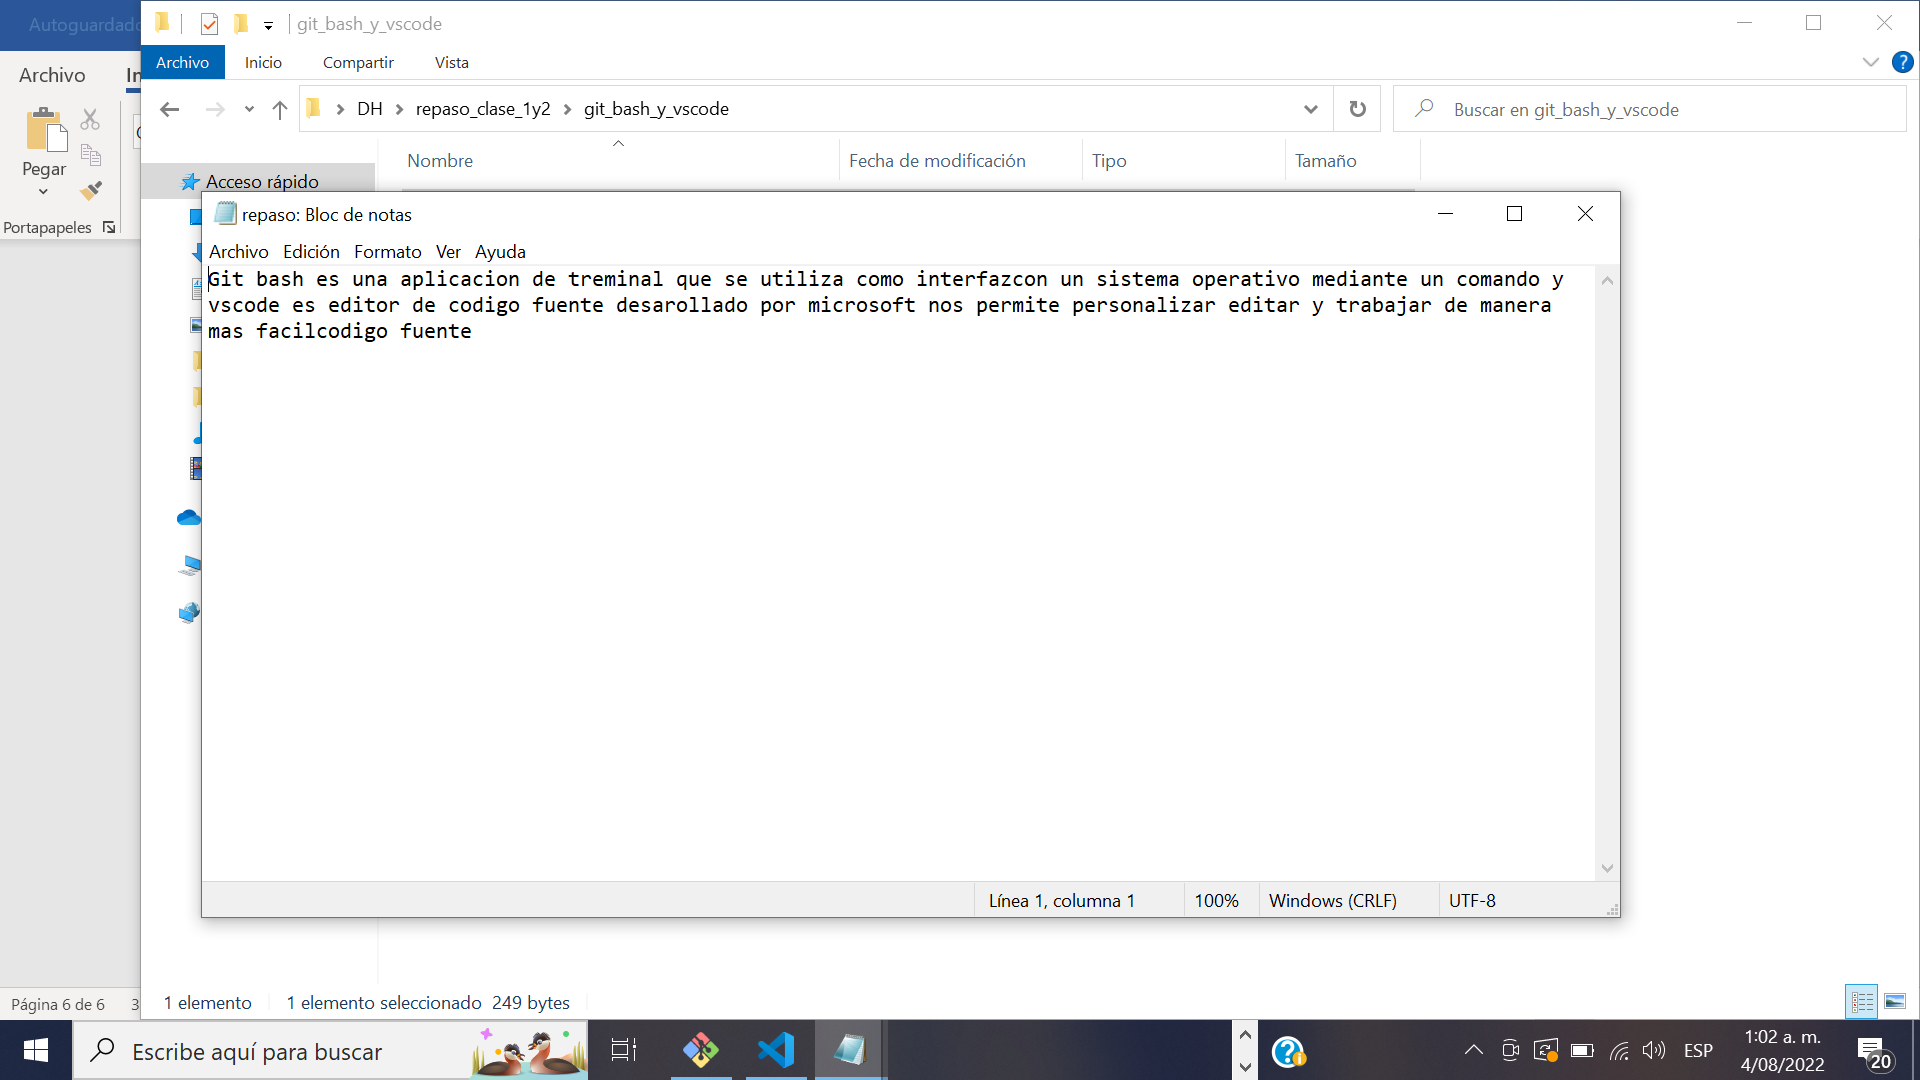 Autoguardado
git_bash_y_vscode
Archivo
Archivo Inicio Compartir Vista
DH repaso_clase_1y2 git_bash_y_vscode
Buscar en git_bash_y_vscode
Pegar
Portapapeles
Nombre Fecha de modificación Tipo Tamaño
Acceso rápido
repaso: Bloc de notas
Archivo Edición Formato Ver Ayuda
Git bash es una aplicacion de treminal que se utiliza como interfazcon un sistema operativo mediante un comando y
vscode es editor de codigo fuente desarollado por microsoft nos permite personalizar editar y trabajar de manera
mas facilcodigo fuente
Línea 1, columna 1 100% Windows (CRLF) UTF-8
Página 6 de 6 3
1 elemento 1 elemento seleccionado 249 bytes
Escribe aquí para buscar
ESP
1:02 a. m.
4/08/2022
20